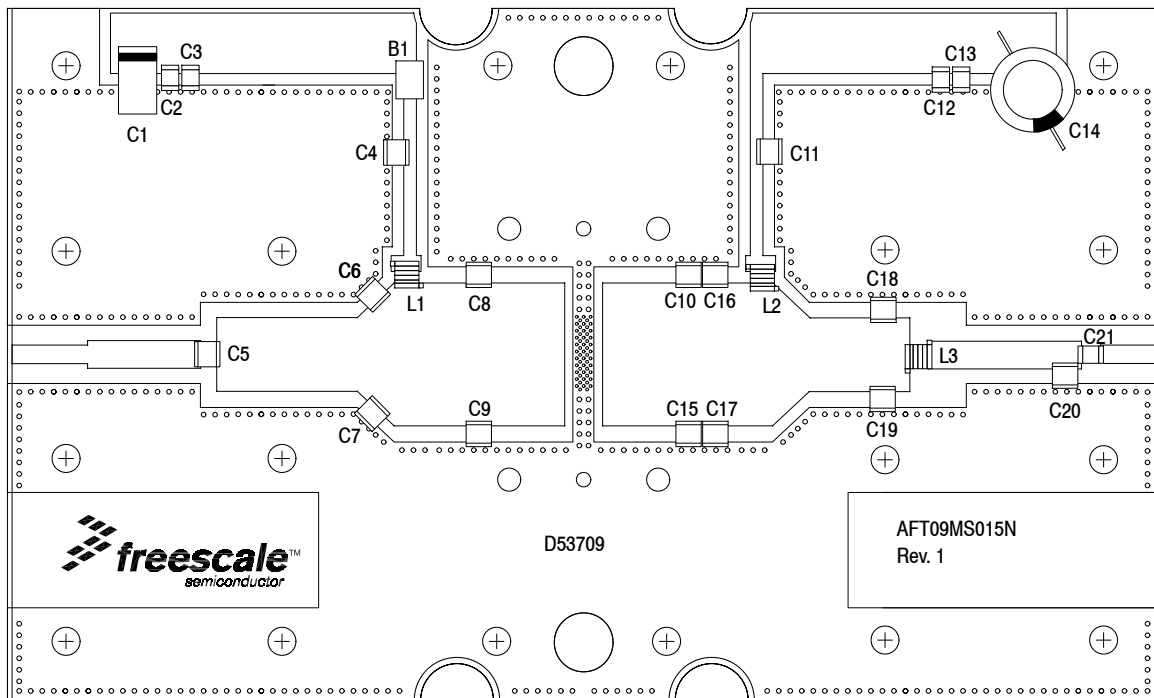 B1
C3
C13
C2
C12
C1
C14
C4
C11
C6
L1
C8
C10
C16
L2
C18
C5
L3
C21
C20
C7
C9
C15
C17
C19
freescale™
semiconductor
D53709
AFT09MS015N
Rev. 1